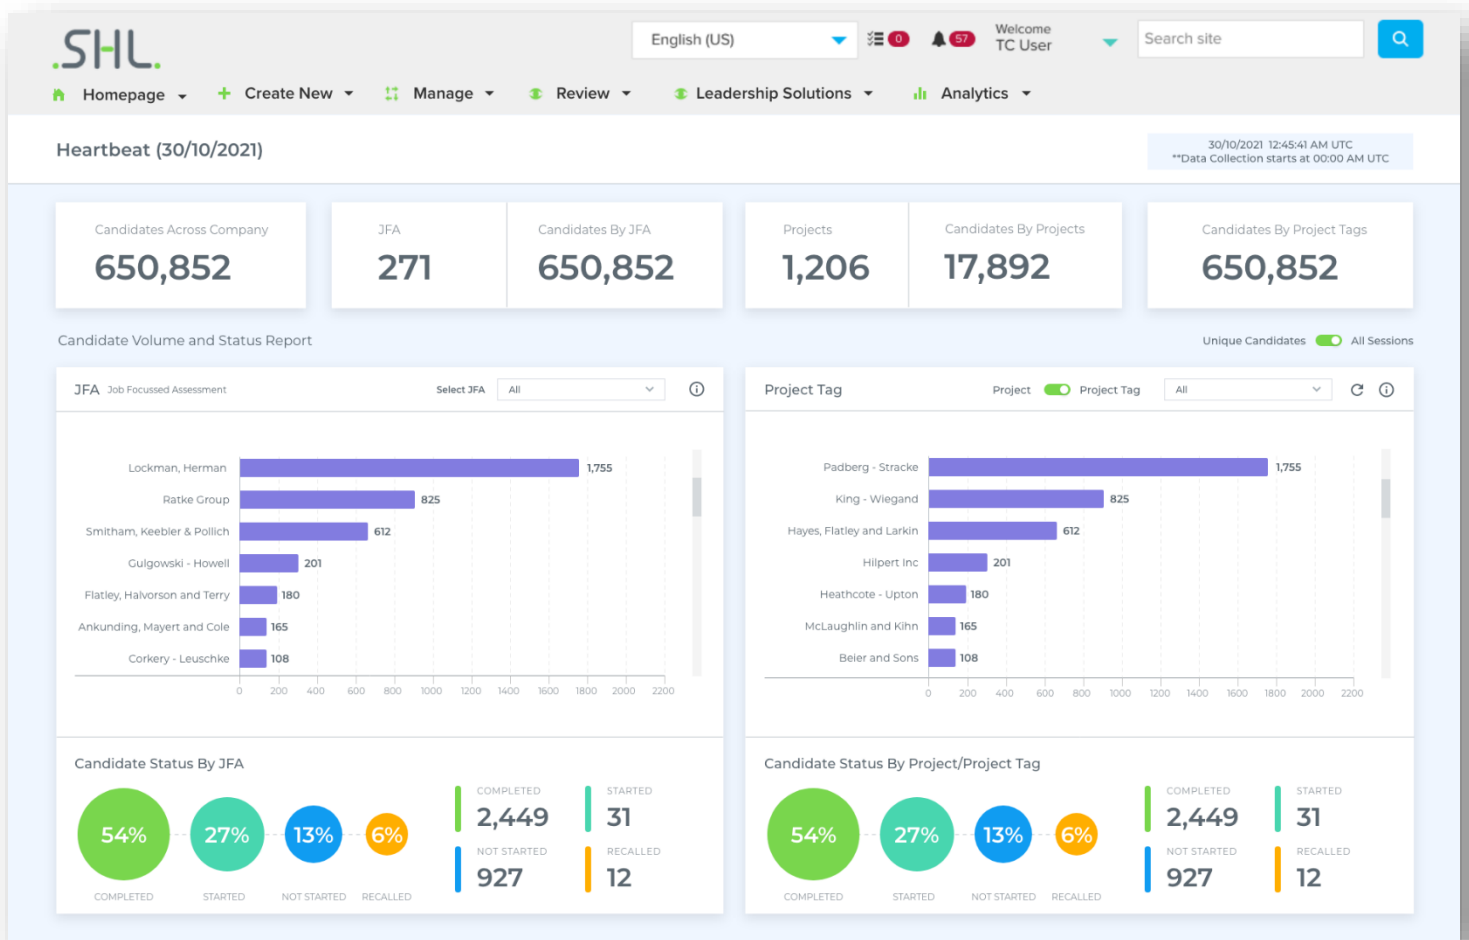 .SHL.
English (US)
0
57
Welcome
TC User
Search site
Homepage
Create New
Manage
Review
Leadership Solutions
Analytics
Heartbeat (30/10/2021)
30/10/2021 12:45:41 AM UTC
**Data Collection starts at 00:00 AM UTC
Candidates Across Company
650,852
JFA
271
Candidates By JFA
650,852
Projects
1,206
Candidates By Projects
17,892
Candidates By Project Tags
650,852
Candidate Volume and Status Report
Unique Candidates
All Sessions
JFA Job Focussed Assessment
Select JFA
All
Lockman, Herman 1,755
Ratke Group 825
Smitham, Keebler & Pollich 612
Gulgowski - Howell 201
Flatley, Halvorson and Terry 180
Ankunding, Mayert and Cole 165
Corkery - Leuschke 108
0 200 400 600 800 1000 1200 1400 1600 1800 2000 2200
Project Tag
Project
Project Tag
All
Padberg - Stracke 1,755
King - Wiegand 825
Hayes, Flatley and Larkin 612
Hilpert Inc 201
Heathcote - Upton 180
McLaughlin and Kihn 165
Beier and Sons 108
0 200 400 600 800 1000 1200 1400 1600 1800 2000 2200
Candidate Status By JFA
54% 27% 13% 6%
COMPLETED STARTED NOT STARTED RECALLED
COMPLETED
2,449
STARTED
31
NOT STARTED
927
RECALLED
12
Candidate Status By Project/Project Tag
54% 27% 13% 6%
COMPLETED STARTED NOT STARTED RECALLED
COMPLETED
2,449
STARTED
31
NOT STARTED
927
RECALLED
12